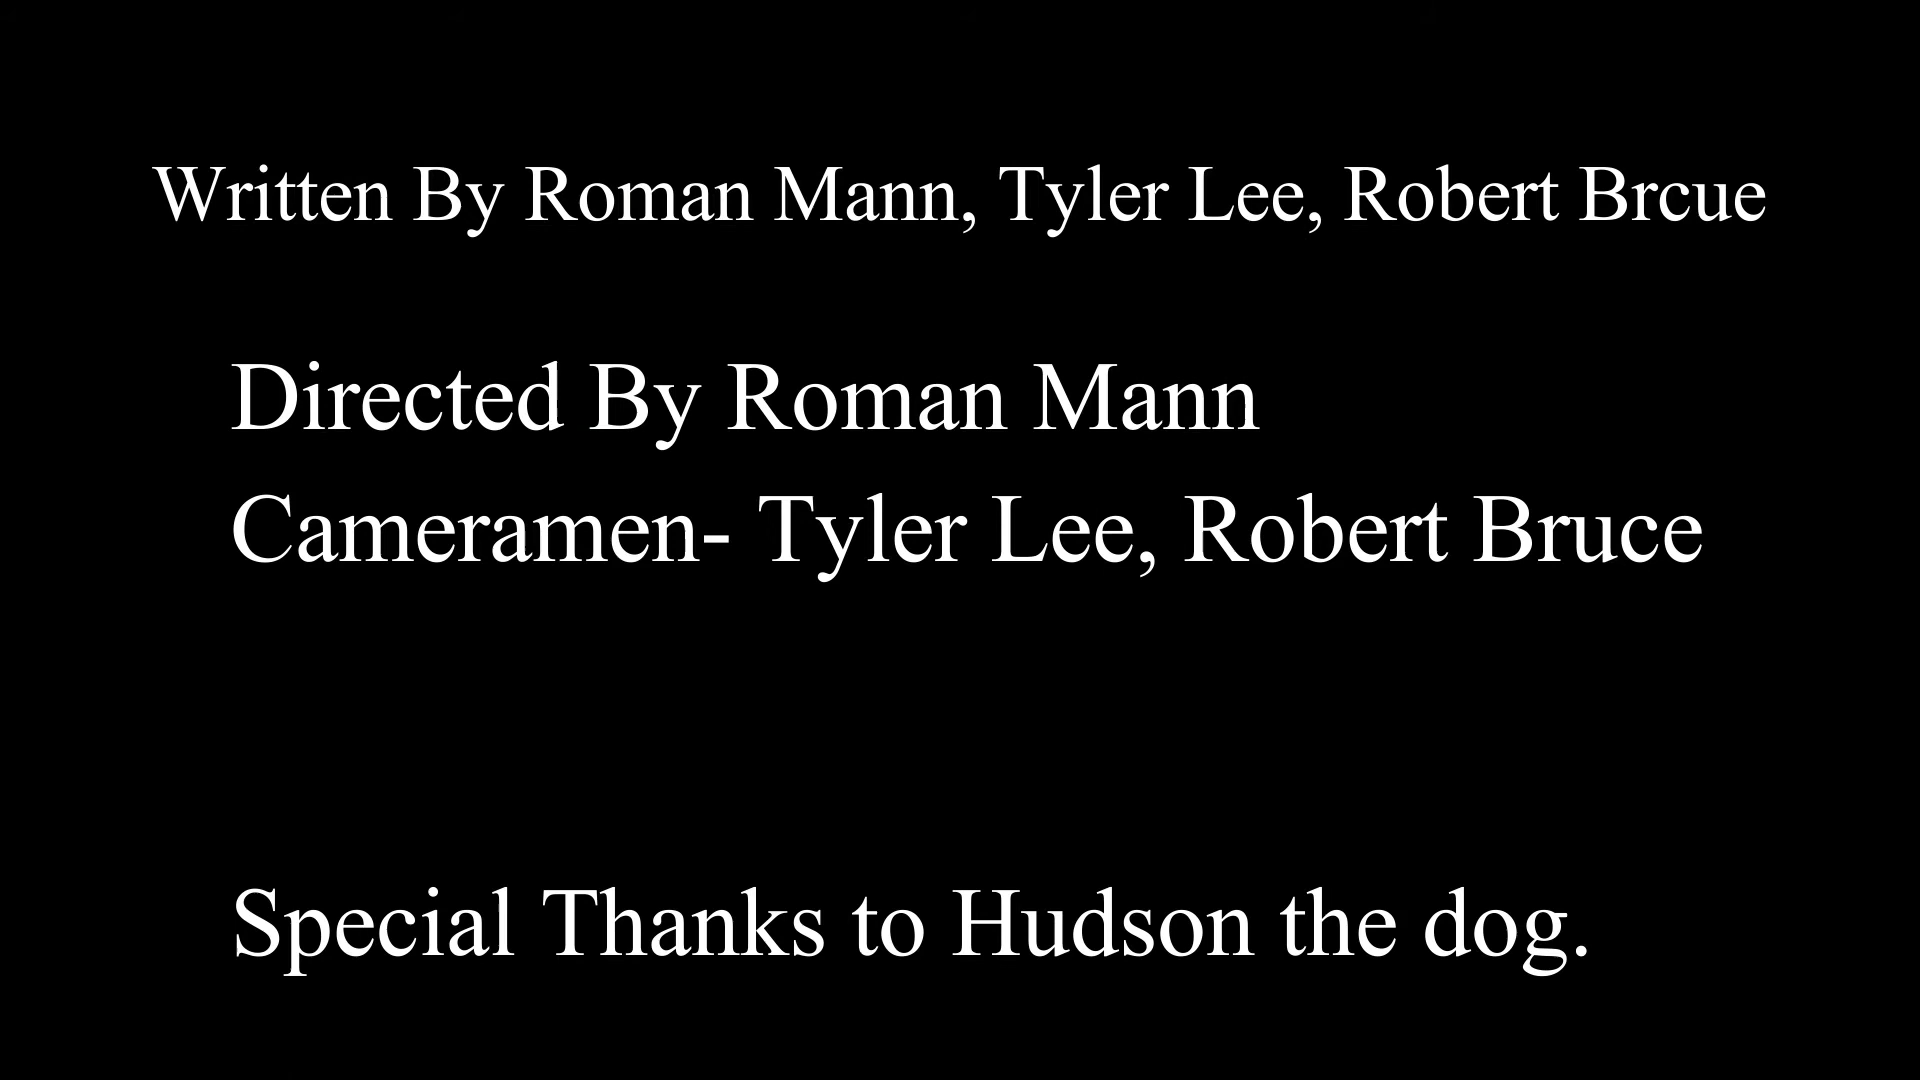 Written By Roman Mann, Tyler Lee, Robert Brcue
Directed By Roman Mann
Cameramen- Tyler Lee, Robert Bruce
Special Thanks to Hudson the dog.